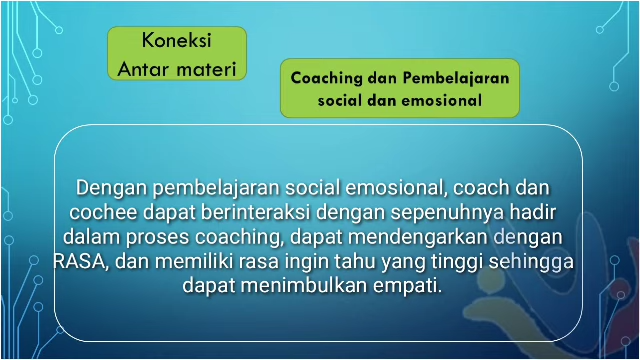 Koneksi
Antar materi
Coaching dan Pembelajaran
social dan emosional
Dengan pembelajaran social emosional, coach dan
cochee dapat berinteraksi dengan sepenuhnya hadir
dalam proses coaching, dapat mendengarkan dengan
RASA, dan memiliki rasa ingin tahu yang tinggi sehingga
dapat menimbulkan empati.